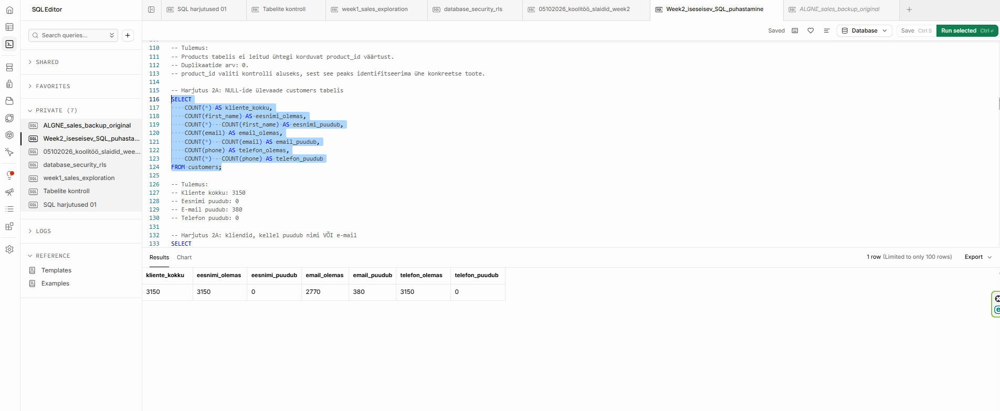 SQL Editor
SQL harjutused 01
Tabelite kontroll
week1_sales_exploration
database_security_rls
05102026_koolitöö_slaidid_week2
Week2_iseseisev_SQL_puhastamine
ALGNE_sales_backup_original
Search queries...
Saved
Database
Save Ctrl S
Run selected Ctrl
SHARED
FAVORITES
PRIVATE (7)
SQL ALGNE_sales_backup_original
SQL Week2_iseseisev_SQL_puhasta...
SQL 05102026_koolitöö_slaidid_wee...
SQL database_security_rls
SQL week1_sales_exploration
SQL Tabelite kontroll
SQL SQL harjutused 01
LOGS
REFERENCE
Templates
Examples
110 -- Tulemus:
111 -- Products tabelis ei leitud ühtegi korduvat product_id väärtust.
112 -- Duplikaatide arv: 0.
113 -- product_id valiti kontrolli aluseks, sest see peaks identifitseerima ühe konkreetse toote.
114
115 -- Harjutus 2A: NULL-ide ülevaade customers tabelis
116 SELECT
117 COUNT(*) AS kliente_kokku,
118 COUNT(first_name) AS eesnimi_olemas,
119 COUNT(*) - COUNT(first_name) AS eesnimi_puudub,
120 COUNT(email) AS email_olemas,
121 COUNT(*) - COUNT(email) AS email_puudub,
122 COUNT(phone) AS telefon_olemas,
123 COUNT(*) - COUNT(phone) AS telefon_puudub
124 FROM customers;
125
126 -- Tulemus:
127 -- Kliente kokku: 3150
128 -- Eesnimi puudub: 0
129 -- E-mail puudub: 380
130 -- Telefon puudub: 0
131
132 -- Harjutus 2A: kliendid, kellel puudub nimi VÕI e-mail
133 SELECT
Results Chart
1 row (Limited to only 100 rows) Export
kliente_kokku eesnimi_olemas eesnimi_puudub email_olemas email_puudub telefon_olemas telefon_puudub
3150 3150 0 2770 380 3150 0